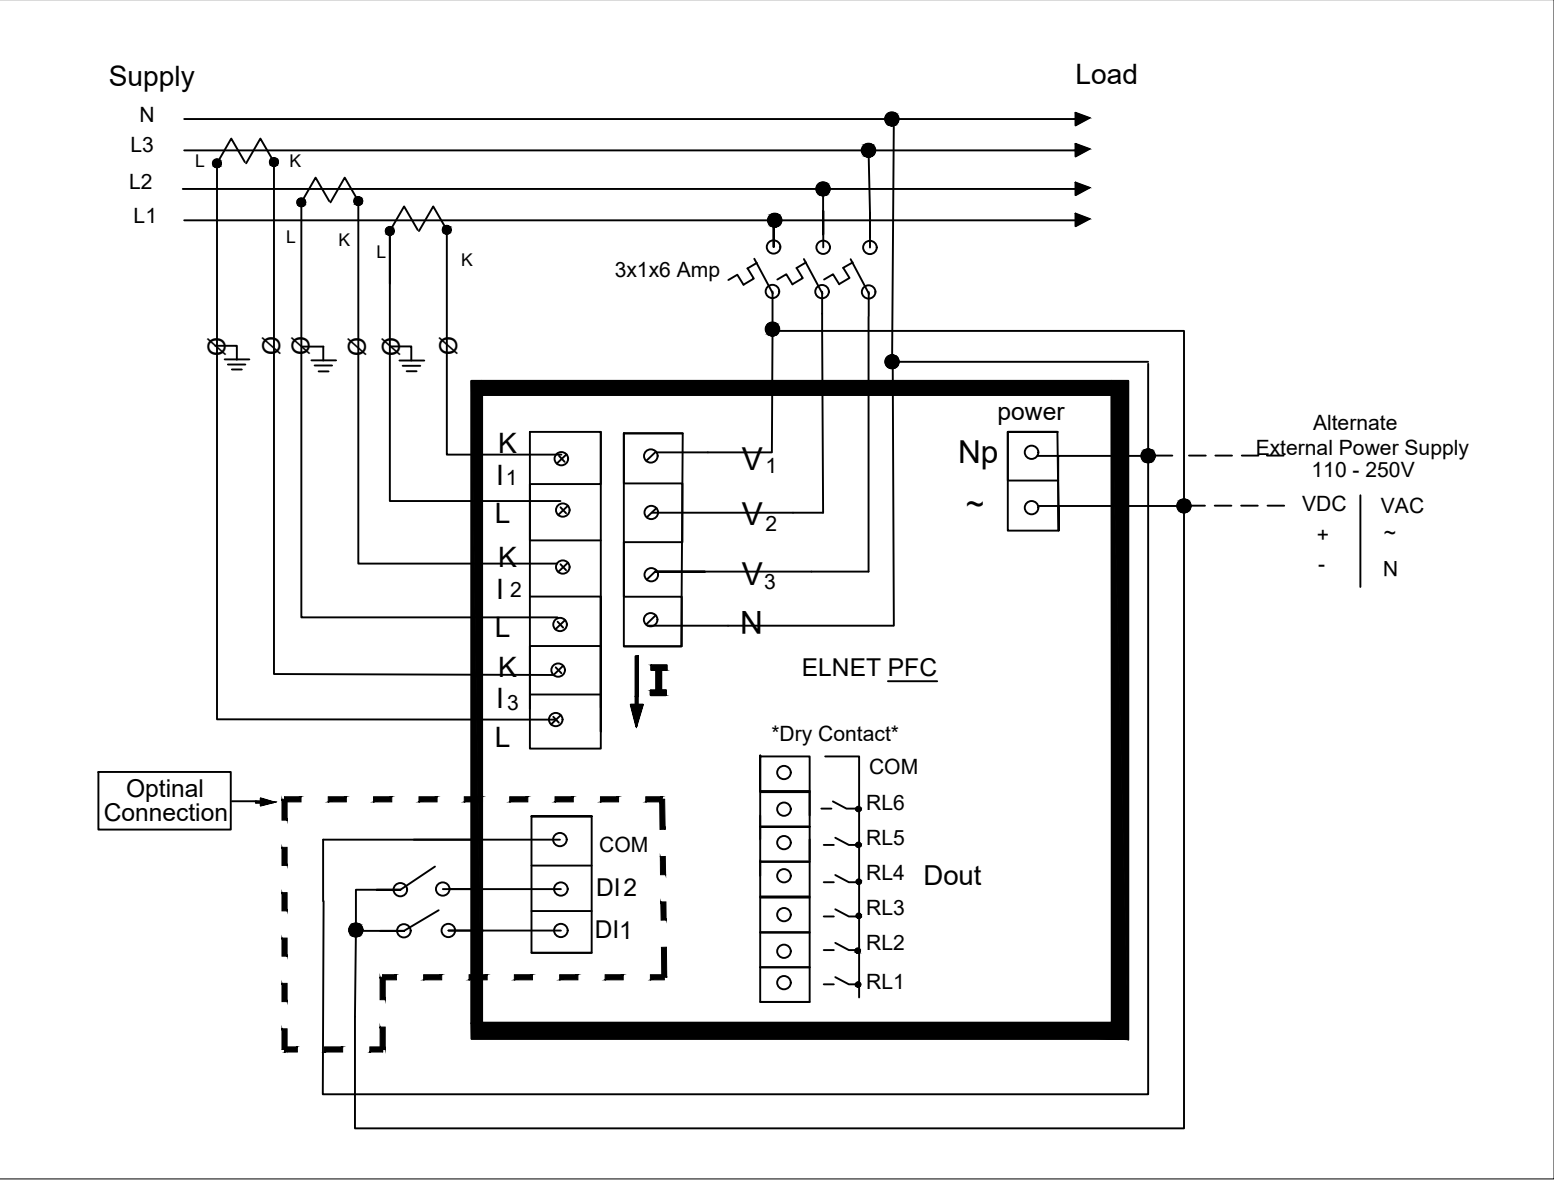 Supply
Load
N
L3
L K
L2
L1
L K
L K
3x1x6 Amp
power
Alternate
External Power Supply
110 - 250V
VDC VAC
+ ~
- N
Np
~
K
I1
L
K
I2
L
K
I3
L
V1
V2
V3
N
I
ELNET PFC
*Dry Contact*
COM
RL6
RL5
RL4
RL3
RL2
RL1
Dout
Optinal
Connection
COM
DI2
DI1